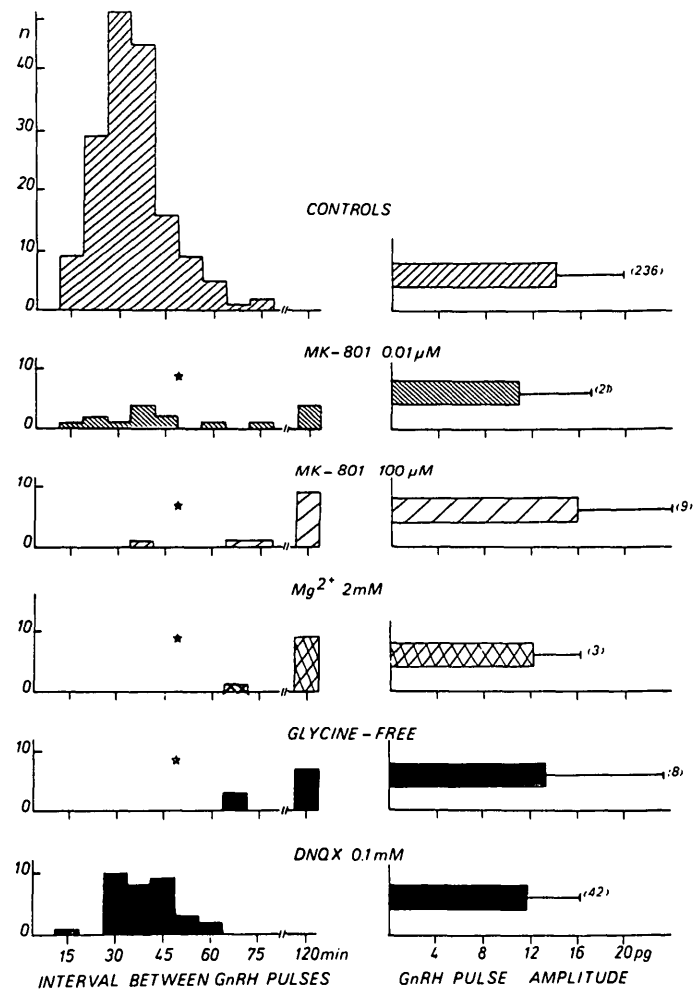 n
40
30
20
10
0
CONTROLS
(236)
MK-801 0.01 μM
10
0
★
(21)
MK-801 100 μM
10
0
★
(9)
Mg2+ 2mM
10
0
★
(3)
GLYCINE-FREE
10
0
★
(8)
DNQX 0.1mM
10
0
(42)
15 30 45 60 75 120min
4 8 12 16 20pg
INTERVAL BETWEEN GnRH PULSES
GnRH PULSE AMPLITUDE